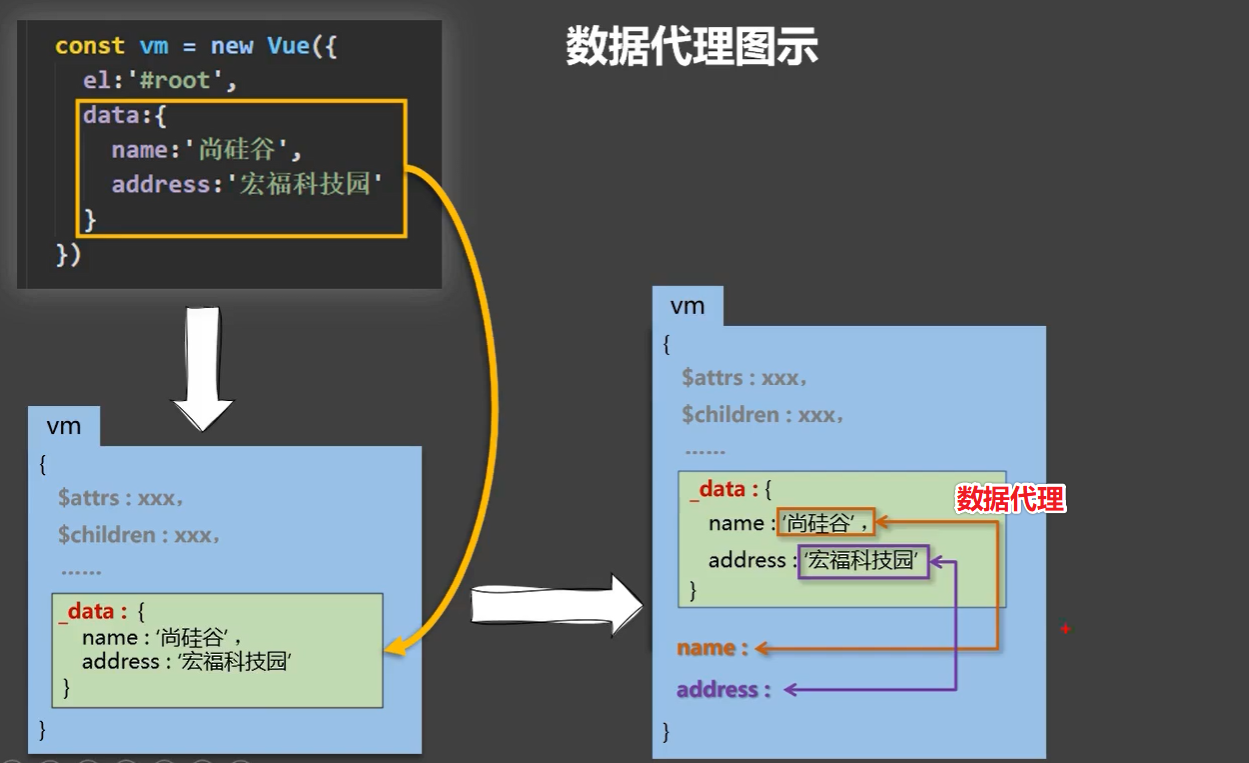 数据代理图示
const vm = new Vue({
el:'#root',
data:{
name:'尚硅谷',
address:'宏福科技园'
}
})
vm
{
$attrs : xxx，
$children : xxx，
……
_data : {
name : ‘尚硅谷’ ，
address : ‘宏福科技园’
}
}
vm
{
$attrs : xxx，
$children : xxx，
……
_data : {
name : ‘尚硅谷’ ，
address : ‘宏福科技园’
}
数据代理
name :
address :
}